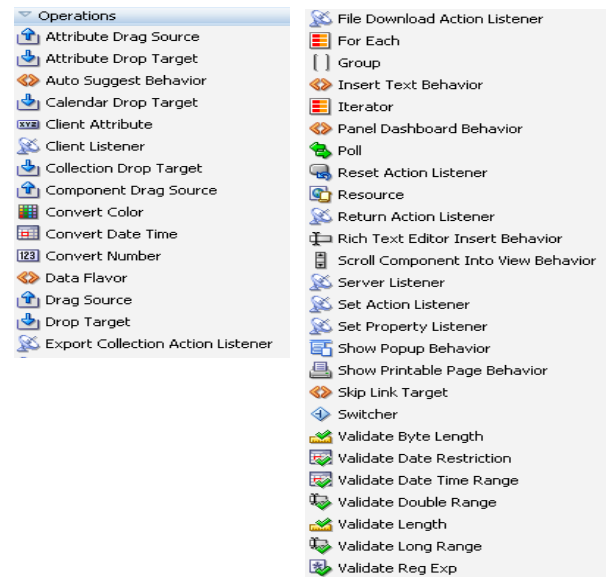 Operations
Attribute Drag Source
Attribute Drop Target
Auto Suggest Behavior
Calendar Drop Target
Client Attribute
Client Listener
Collection Drop Target
Component Drag Source
Convert Color
Convert Date Time
Convert Number
Data Flavor
Drag Source
Drop Target
Export Collection Action Listener
File Download Action Listener
For Each
Group
Insert Text Behavior
Iterator
Panel Dashboard Behavior
Poll
Reset Action Listener
Resource
Return Action Listener
Rich Text Editor Insert Behavior
Scroll Component Into View Behavior
Server Listener
Set Action Listener
Set Property Listener
Show Popup Behavior
Show Printable Page Behavior
Skip Link Target
Switcher
Validate Byte Length
Validate Date Restriction
Validate Date Time Range
Validate Double Range
Validate Length
Validate Long Range
Validate Reg Exp